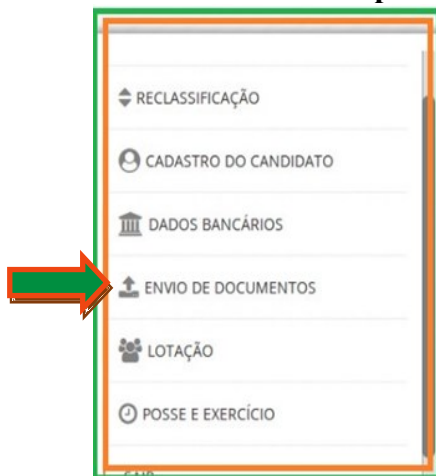 RECLASSIFICAÇÃO
CADASTRO DO CANDIDATO
DADOS BANCÁRIOS
ENVIO DE DOCUMENTOS
LOTAÇÃO
POSSE E EXERCÍCIO